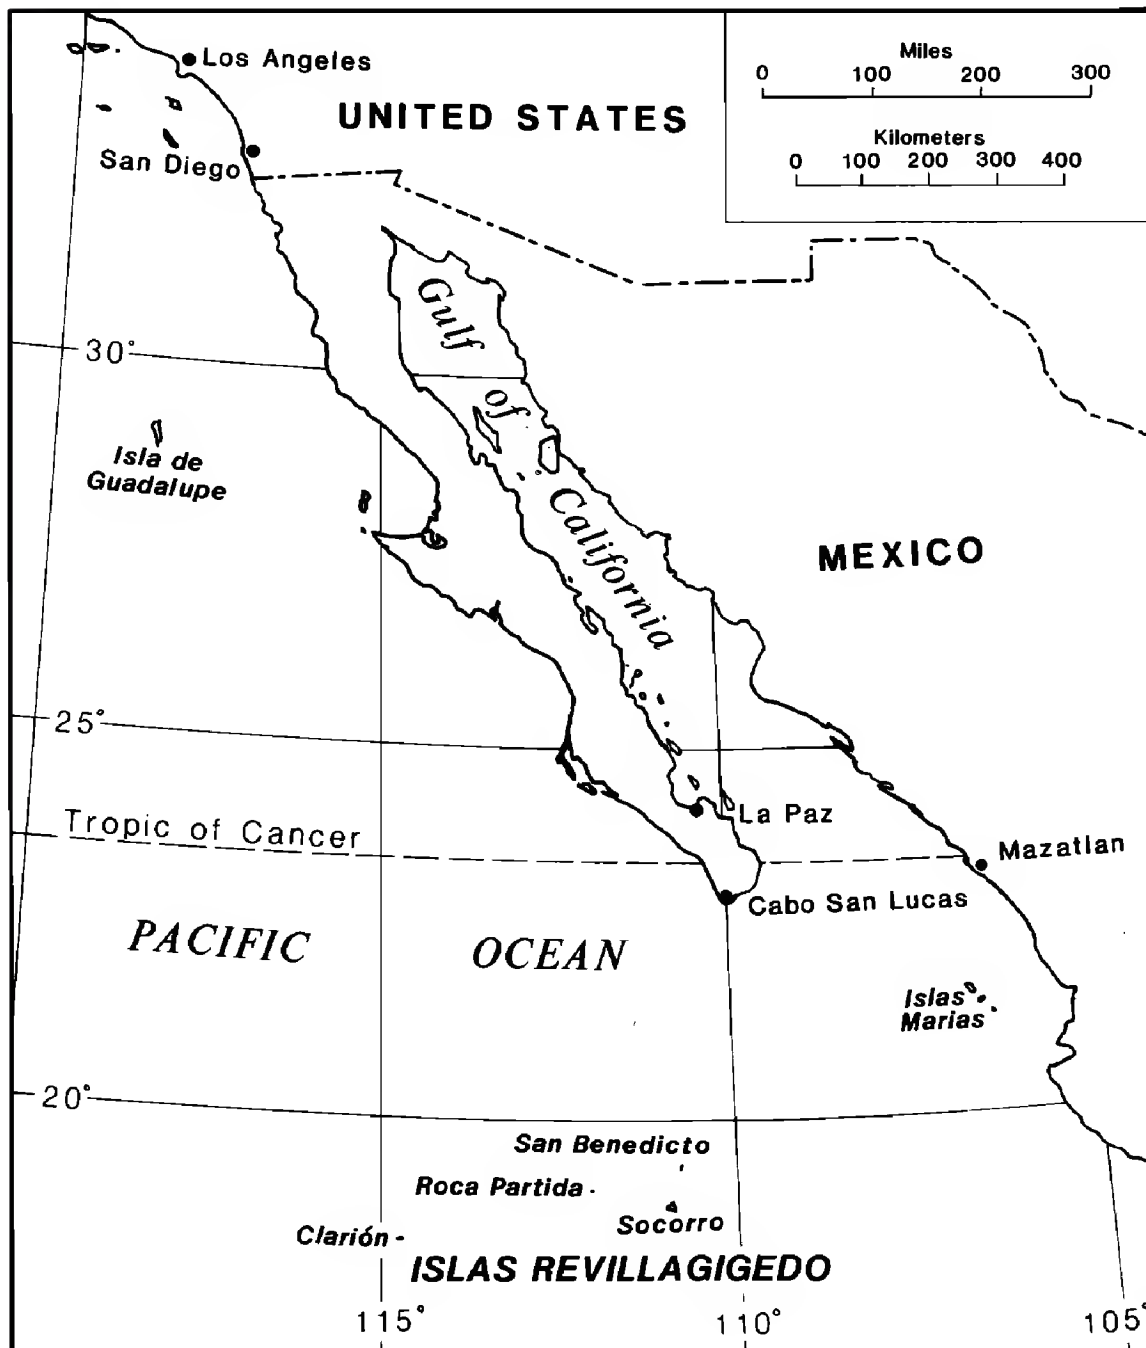 Los Angeles
UNITED STATES
San Diego
Miles
0 100 200 300
Kilometers
0 100 200 300 400
Gulf
of
California
30°
Isla de
Guadalupe
MEXICO
25°
La Paz
Tropic of Cancer
Mazatlan
Cabo San Lucas
PACIFIC OCEAN
Islas
Marias
20°
San Benedicto
Roca Partida
Socorro
Clarión
ISLAS REVILLAGIGEDO
115° 110° 105°